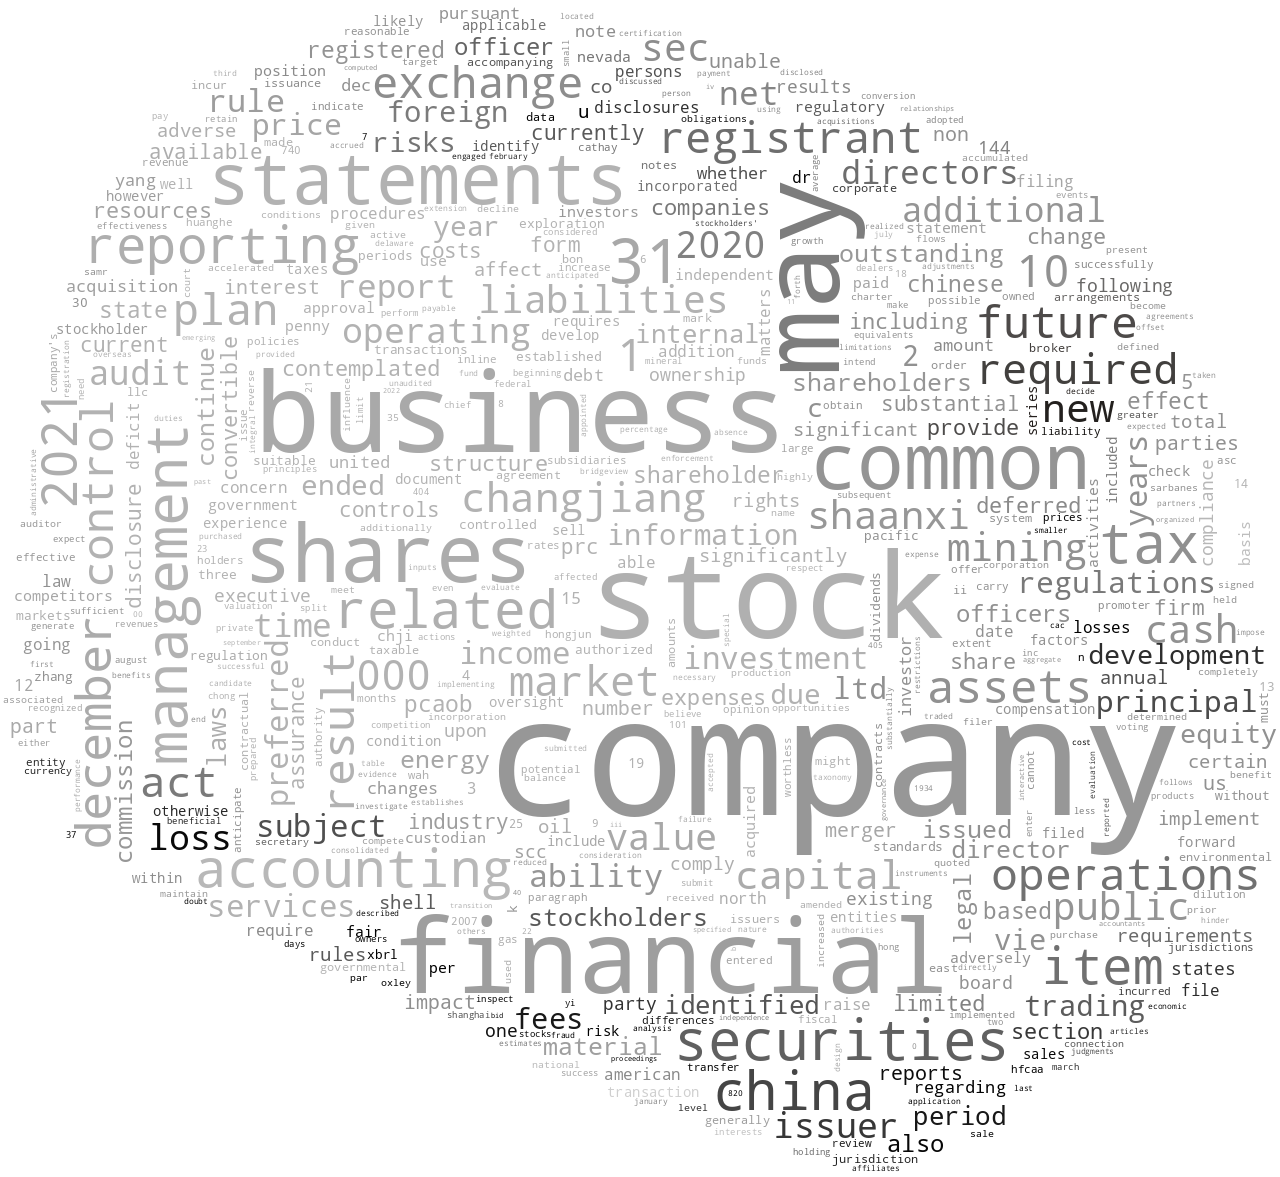 pursuant
located
likely
applicable
reasonable
note
certification
registered
officer
sec
small
nevada
unable
target
accompanying
third
computed
position
exchange
persons
payment
disclosed
incur
issuance
dec
co
discussed
net
results
iv
conversion
rule
indicate
foreign
data
u
disclosures
person
using
regulatory
relationships
pay
retain
price
obligations
acquisitions
adopted
adverse
made
accrued
7
risks
currently
registrant
non
available
740
identify
cathay
144
revenue
engaged
february
notes
whether
average
dr
directors
accumulated
yang
well
statements
incorporated
may
corporate
filing
however
events
resources
conditions
procedures
extension
decline
investors
companies
additional
effectiveness
huanghe
given
year
considered
exploration
stockholders'
realized
statement
change
reporting
active
delaware
costs
form
31
2020
growth
july
flows
outstanding
present
samr
accelerated
taxes
periods
use
bon
6
independent
dealers
18
adjustments
successfully
court
interest
report
affect
increase
anticipated
forth
paid
chinese
10
acquisition
charter
possible
owned
arrangements
following
30
state
plan
approval
perform
payable
liabilities
mark
11
make
become
stockholder
penny
operating
requires
internal
matters
including
future
agreements
offset
current
emerging
policies
develop
equivalents
company's
registration
overseas
provided
transactions
inline
established
1
addition
mineral
funds
limitations
2
amount
broker
defined
audit
continue
convertible
contemplated
fund
beginning
debt
ownership
intend
order
required
5
taken
need
llc
reverse
21
influence
unaudited
2022
federal
shareholders
decide
business
limit
chief
8
appointed
c
obtain
substantial
series
new
greater
effect
2021
deficit
duties
issue
integral
35
percentage
absence
significant
provide
liability
expected
total
control
suitable
united
structure
subsidiaries
enforcement
large
common
years
included
parties
administrative
disclosure
management
past
principles
document
agreement
bridgeview
shareholder
highly
check
asc
concern
ended
404
subsequent
deferred
sarbanes
14
december
government
controls
changjiang
rights
name
shaanxi
system
prices
activities
partners
compliance
auditor
experience
additionally
controlled
sell
information
pacific
smaller
organized
basis
expect
purchased
shares
rates
prc
significantly
mining
tax
effective
23
holders
inputs
even
evaluate
affected
able
respect
stock
expense
offer
corporation
law
three
meet
ii
carry
regulations
signed
competitors
executive
related
15
dividends
officers
promoter
firm
held
markets
sufficient
00
valuation
split
weighted
time
chji
actions
hongjun
special
date
cac
losses
cash
impose
generate
revenues
private
conduct
taxable
income
authorized
amounts
405
restrictions
extent
factors
n
going
september
regulation
successful
investment
investor
share
inc
aggregate
development
first
august
benefits
candidate
000
4
implementing
necessary
production
annual
completely
zhang
laws
preferred
result
months
market
expenses
due
ltd
assets
principal
13
12
associated
recognized
chong
pcaob
oversight
number
opinion
opportunities
substantially
traded
filer
compensation
must
part
end
contractual
assurance
authority
competition
incorporation
believe
101
determined
voting
equity
either
commission
prepared
condition
upon
company
contracts
cost
entity
currency
performance
act
table
evidence
wah
energy
submitted
19
accepted
might
worthless
governance
interactive
cannot
evaluation
certain
changes
3
potential
balance
taxonomy
1934
follows
benefit
otherwise
beneficial
anticipate
investigate
establishes
less
products
us
without
37
loss
subject
industry
25
oil
9
iii
failure
value
acquired
merger
issued
filed
enter
reported
implement
secretary
compete
custodian
include
standards
director
forward
consolidated
scc
reduced
consideration
comply
quoted
environmental
within
accounting
ability
capital
instruments
operations
maintain
doubt
40
paragraph
submit
received
north
amended
existing
legal
dilution
services
described
shell
transition
k
stockholders
issuers
entities
based
public
prior
hinder
require
fair
owners
2007
others
22
specified
nature
authorities
increased
vie
purchase
accountants
requirements
days
rules
xbrl
financial
gas
entered
hong
adversely
item
jurisdictions
governmental
per
used
east
directly
board
states
par
oxley
impact
inspect
yi
party
identified
raise
limited
incurred
file
shanghai
bid
fees
differences
independence
fiscal
implemented
trading
economic
one
stocks
fraud
risk
analysis
securities
0
two
section
articles
estimates
material
proceedings
design
connection
national
sales
judgments
success
american
transfer
reports
hfcaa
march
transaction
china
820
regarding
last
january
level
application
period
generally
issuer
interests
review
also
sale
holding
jurisdiction
affiliates